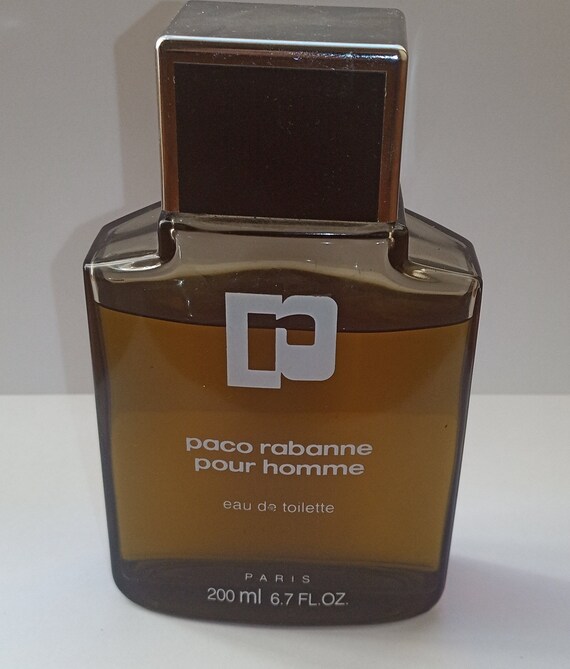 paco rabanne
pour homme
eau de toilette
PARIS
200 ml 6.7 FL.OZ.